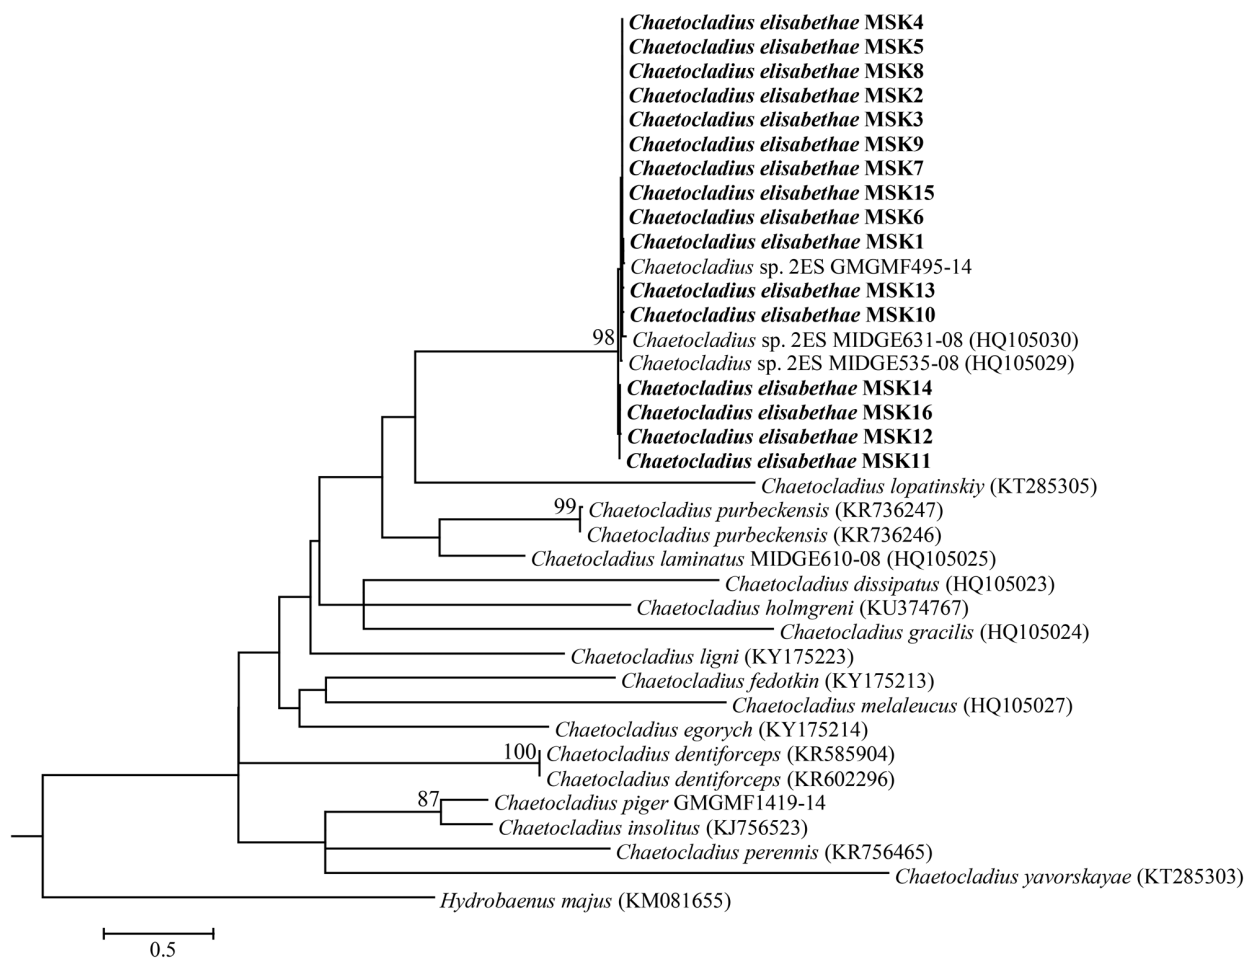 Chaetocladius elisabethae MSK4
Chaetocladius elisabethae MSK5
Chaetocladius elisabethae MSK8
Chaetocladius elisabethae MSK2
Chaetocladius elisabethae MSK3
Chaetocladius elisabethae MSK9
Chaetocladius elisabethae MSK7
Chaetocladius elisabethae MSK15
Chaetocladius elisabethae MSK6
Chaetocladius elisabethae MSK1
Chaetocladius sp. 2ES GMGMF495-14
Chaetocladius elisabethae MSK13
Chaetocladius elisabethae MSK10
98
Chaetocladius sp. 2ES MIDGE631-08 (HQ105030)
Chaetocladius sp. 2ES MIDGE535-08 (HQ105029)
Chaetocladius elisabethae MSK14
Chaetocladius elisabethae MSK16
Chaetocladius elisabethae MSK12
Chaetocladius elisabethae MSK11
Chaetocladius lopatinskiy (KT285305)
99
Chaetocladius purbeckensis (KR736247)
Chaetocladius purbeckensis (KR736246)
Chaetocladius laminatus MIDGE610-08 (HQ105025)
Chaetocladius dissipatus (HQ105023)
Chaetocladius holmgreni (KU374767)
Chaetocladius gracilis (HQ105024)
Chaetocladius ligni (KY175223)
Chaetocladius fedotkin (KY175213)
Chaetocladius melaleucus (HQ105027)
Chaetocladius egorych (KY175214)
100
Chaetocladius dentiforceps (KR585904)
Chaetocladius dentiforceps (KR602296)
87
Chaetocladius piger GMGMF1419-14
Chaetocladius insolitus (KJ756523)
Chaetocladius perennis (KR756465)
Chaetocladius yavorskayae (KT285303)
Hydrobaenus majus (KM081655)
0.5